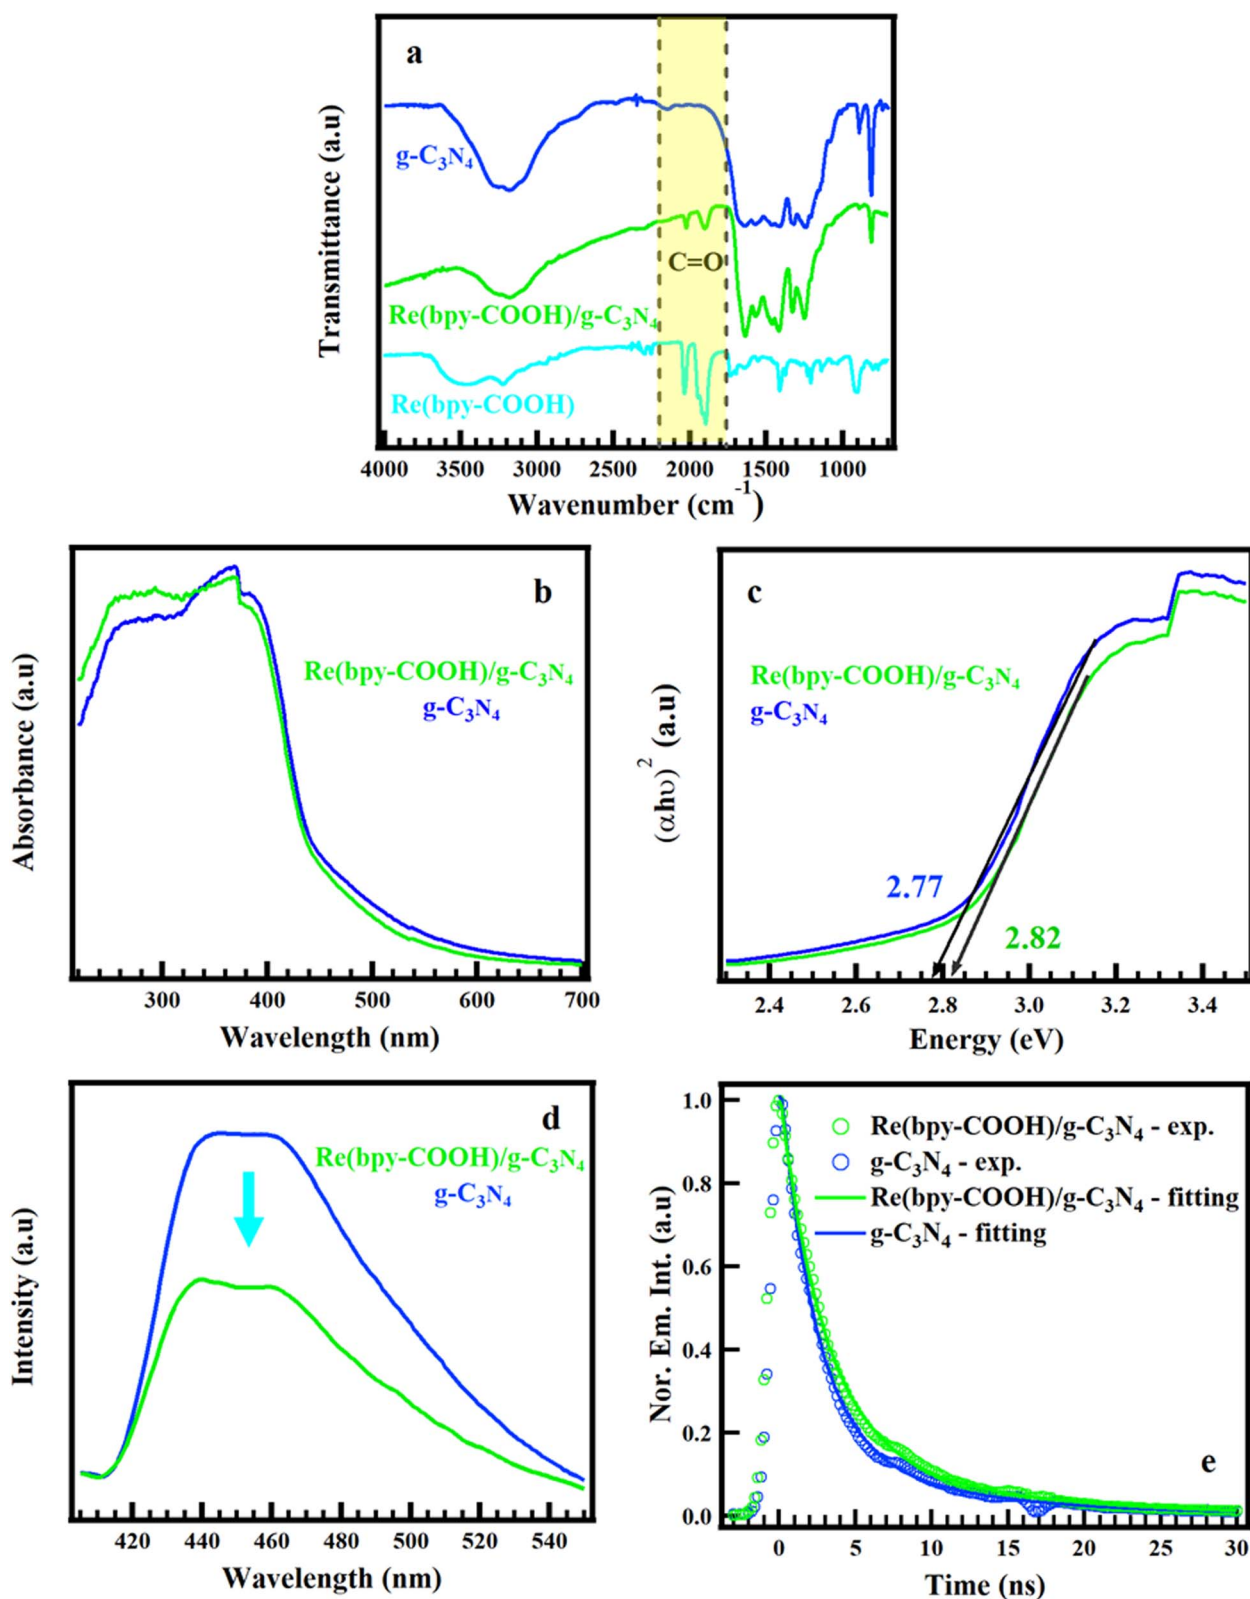 a
Transmittance (a.u)
g-C₃N₄
C=O
Re(bpy-COOH)/g-C₃N₄
Re(bpy-COOH)
4000 3500 3000 2500 2000 1500 1000
Wavenumber (cm⁻¹)
b
Absorbance (a.u)
Re(bpy-COOH)/g-C₃N₄
g-C₃N₄
300 400 500 600 700
Wavelength (nm)
c
(αhυ)² (a.u)
Re(bpy-COOH)/g-C₃N₄
g-C₃N₄
2.77
2.82
2.4 2.6 2.8 3.0 3.2 3.4
Energy (eV)
d
Intensity (a.u)
Re(bpy-COOH)/g-C₃N₄
g-C₃N₄
420 440 460 480 500 520 540
Wavelength (nm)
Nor. Em. Int. (a.u)
1.0
0.8
0.6
0.4
0.2
0.0
Re(bpy-COOH)/g-C₃N₄ - exp.
g-C₃N₄ - exp.
Re(bpy-COOH)/g-C₃N₄ - fitting
g-C₃N₄ - fitting
e
0 5 10 15 20 25 30
Time (ns)